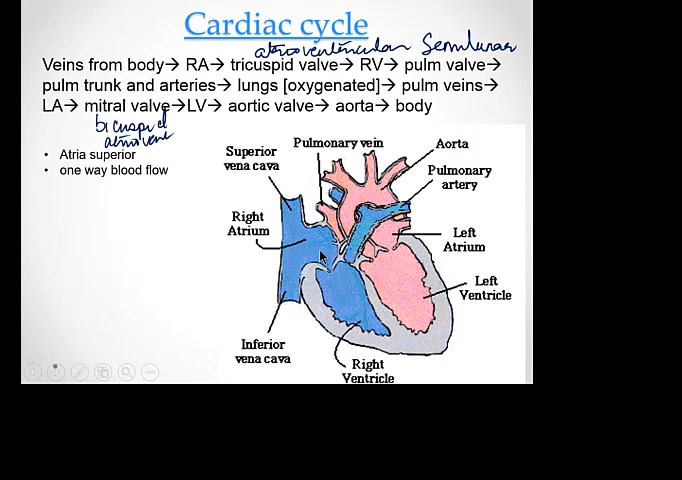 Cardiac cycle
atrioventricular Semilunar
Veins from body→ RA→ tricuspid valve→ RV→ pulm valve→
pulm trunk and arteries→ lungs [oxygenated]→ pulm veins→
LA→ mitral valve→LV→ aortic valve→ aorta→ body
bicuspid
• Atria superior
• one way blood flow
Superior
vena cava
Pulmonary vein
Aorta
Pulmonary
artery
Right
Atrium
Left
Atrium
Left
Ventricle
Inferior
vena cava
Right
Ventricle